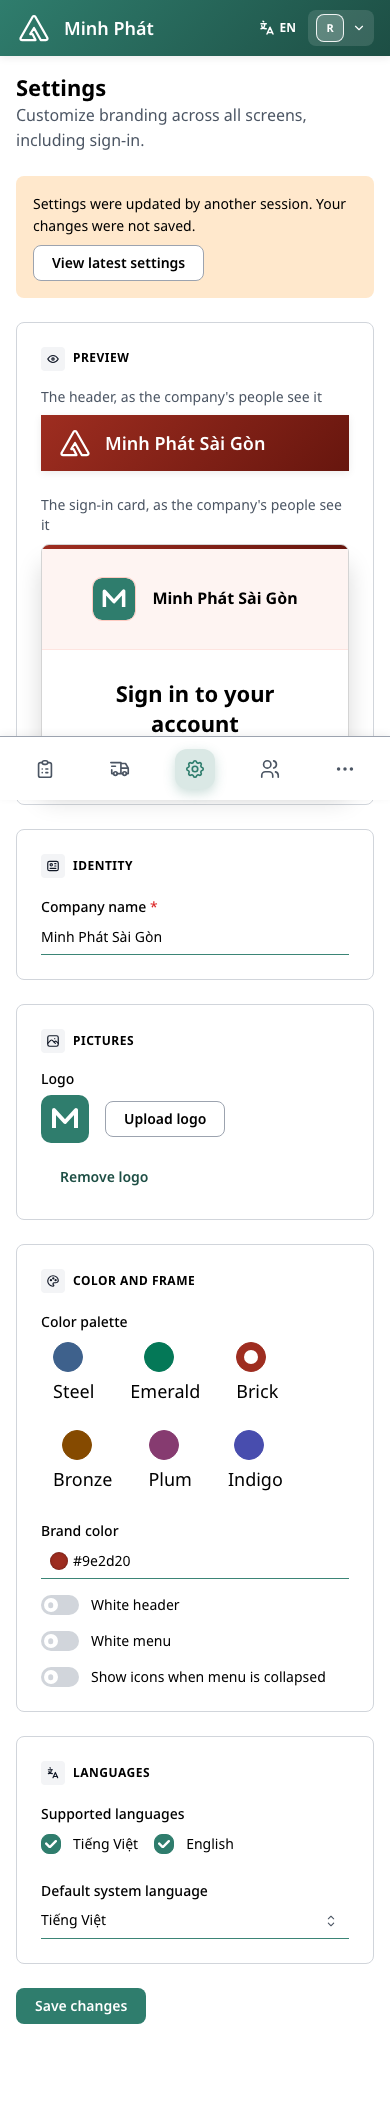 Minh Phát
EN
R
Settings
Customize branding across all screens,
including sign-in.
Settings were updated by another session. Your
changes were not saved.
View latest settings
PREVIEW
The header, as the company's people see it
Minh Phát Sài Gòn
The sign-in card, as the company's people see
it
M Minh Phát Sài Gòn
Sign in to your
account
IDENTITY
Company name *
Minh Phát Sài Gòn
PICTURES
Logo
M
Upload logo
Remove logo
COLOR AND FRAME
Color palette
Steel Emerald Brick
Bronze Plum Indigo
Brand color
#9e2d20
White header
White menu
Show icons when menu is collapsed
LANGUAGES
Supported languages
Tiếng Việt English
Default system language
Tiếng Việt
Save changes